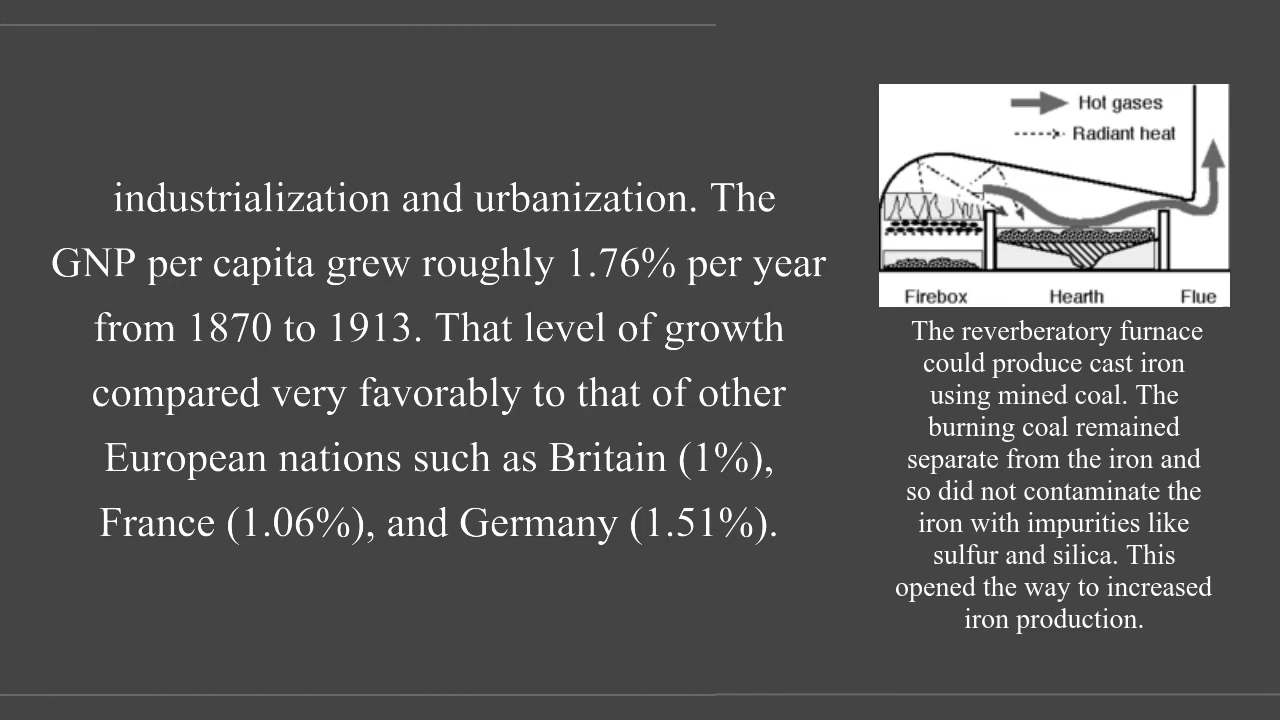 industrialization and urbanization. The
GNP per capita grew roughly 1.76% per year
from 1870 to 1913. That level of growth
compared very favorably to that of other
European nations such as Britain (1%),
France (1.06%), and Germany (1.51%).
Hot gases
Radiant heat
Firebox
Hearth
Flue
The reverberatory furnace
could produce cast iron
using mined coal. The
burning coal remained
separate from the iron and
so did not contaminate the
iron with impurities like
sulfur and silica. This
opened the way to increased
iron production.